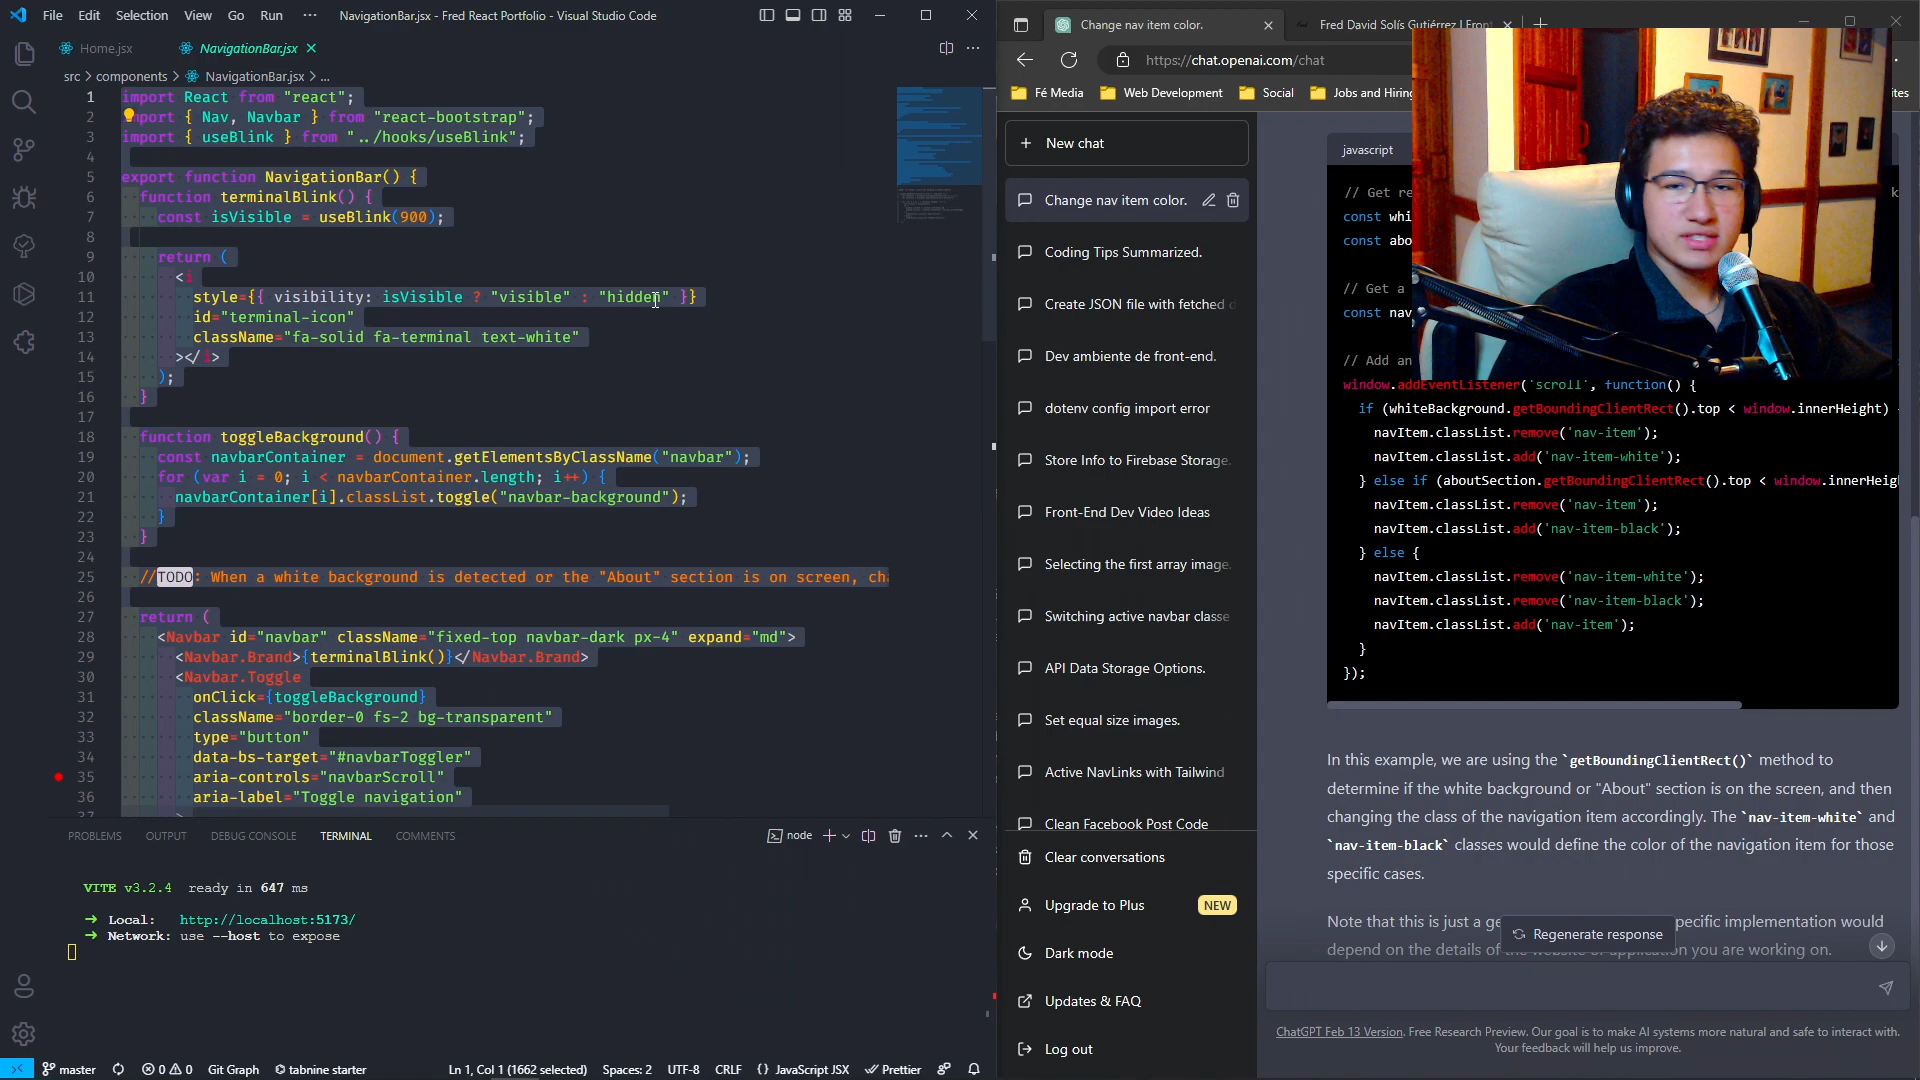 File Edit Selection View Go Run ··· NavigationBar.jsx - Fred React Portfolio - Visual Studio Code
Home.jsx NavigationBar.jsx
src > components > NavigationBar.jsx > ...
1 import React from "react";
2 import { Nav, Navbar } from "react-bootstrap";
3 import { useBlink } from "../hooks/useBlink";
4
5 export function NavigationBar() {
6 function terminalBlink() {
7 const isVisible = useBlink(900);
8
9 return (
10 <i
11 style={{ visibility: isVisible ? "visible" : "hidden" }}
12 id="terminal-icon"
13 className="fa-solid fa-terminal text-white"
14 ></i>
15 );
16 }
17
18 function toggleBackground() {
19 const navbarContainer = document.getElementsByClassName("navbar");
20 for (var i = 0; i < navbarContainer.length; i++) {
21 navbarContainer[i].classList.toggle("navbar-background");
22 }
23 }
24
25 //TODO: When a white background is detected or the "About" section is on screen, cha
26
27 return (
28 <Navbar id="navbar" className="fixed-top navbar-dark px-4" expand="md">
29 <Navbar.Brand>{terminalBlink()}</Navbar.Brand>
30 <Navbar.Toggle
31 onClick={toggleBackground}
32 className="border-0 fs-2 bg-transparent"
33 type="button"
34 data-bs-target="#navbarToggler"
35 aria-controls="navbarScroll"
36 aria-label="Toggle navigation"
37 >
PROBLEMS OUTPUT DEBUG CONSOLE TERMINAL COMMENTS node
VITE v3.2.4 ready in 647 ms
➜ Local: http://localhost:5173/
➜ Network: use --host to expose
master 0 0 Git Graph tabnine starter Ln 1, Col 1 (1662 selected) Spaces: 2 UTF-8 CRLF {} JavaScript JSX Prettier
Change nav item color. Fred David Solís Gutiérrez | Front
https://chat.openai.com/chat
Fé Media Web Development Social Jobs and Hiring
New chat
Change nav item color.
Coding Tips Summarized.
Create JSON file with fetched d
Dev ambiente de front-end.
dotenv config import error
Store Info to Firebase Storage.
Front-End Dev Video Ideas
Selecting the first array image.
Switching active navbar classe
API Data Storage Options.
Set equal size images.
Active NavLinks with Tailwind
Clean Facebook Post Code
Clear conversations
Upgrade to Plus NEW
Dark mode
Updates & FAQ
Log out
javascript
// Get re
const whi
const abo
// Get a
const nav
// Add an
window.addEventListener('scroll', function() {
if (whiteBackground.getBoundingClientRect().top < window.innerHeight)
navItem.classList.remove('nav-item');
navItem.classList.add('nav-item-white');
} else if (aboutSection.getBoundingClientRect().top < window.innerHeigh
navItem.classList.remove('nav-item');
navItem.classList.add('nav-item-black');
} else {
navItem.classList.remove('nav-item-white');
navItem.classList.remove('nav-item-black');
navItem.classList.add('nav-item');
}
});
In this example, we are using the `getBoundingClientRect()` method to
determine if the white background or "About" section is on the screen, and then
changing the class of the navigation item accordingly. The `nav-item-white` and
`nav-item-black` classes would define the color of the navigation item for those
specific cases.
Note that this is just a ge pecific implementation would
Regenerate response
depend on the details of the website or application you are working on.
ChatGPT Feb 13 Version. Free Research Preview. Our goal is to make AI systems more natural and safe to interact with.
Your feedback will help us improve.